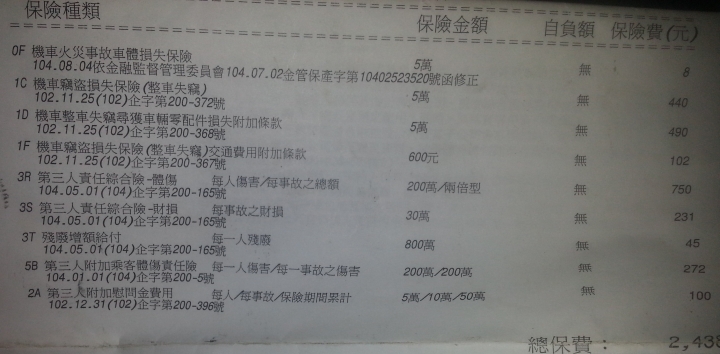 保險種類 保險金額 自負額 保險費(元)
0F 機車火災事故車體損失保險 5萬 無 8
104.08.04依金融監督管理委員會104.07.02金管保產字第10402523520號函修正
1C 機車竊盜損失保險(整車失竊) 5萬 無 440
102.11.25(102)企字第200-372號
1D 機車整車失竊尋獲車輛零配件損失附加條款 5萬 無 490
102.11.25(102)企字第200-368號
1F 機車竊盜損失保險(整車失竊)交通費用附加條款 600元 無 102
102.11.25(102)企字第200-367號
3R 第三人責任綜合險-體傷 每人傷害/每事故之總額 200萬/兩倍型 無 750
104.05.01(104)企字第200-165號
3S 第三人責任綜合險-財損 每事故之財損 30萬 無 231
104.05.01(104)企字第200-165號
3T 殘廢增額給付 每一人殘廢 800萬 無 45
104.05.01(104)企字第200-165號
5B 第三人附加乘客體傷責任險 每一人傷害/每一事故之傷害 200萬/200萬 無 272
104.01.01(104)企字第200-5號
2A 第三人附加慰問金費用 每人/每事故/保險期間累計 5萬/10萬/50萬 無 100
102.12.31(102)企字第200-396號
總保費： 2,438